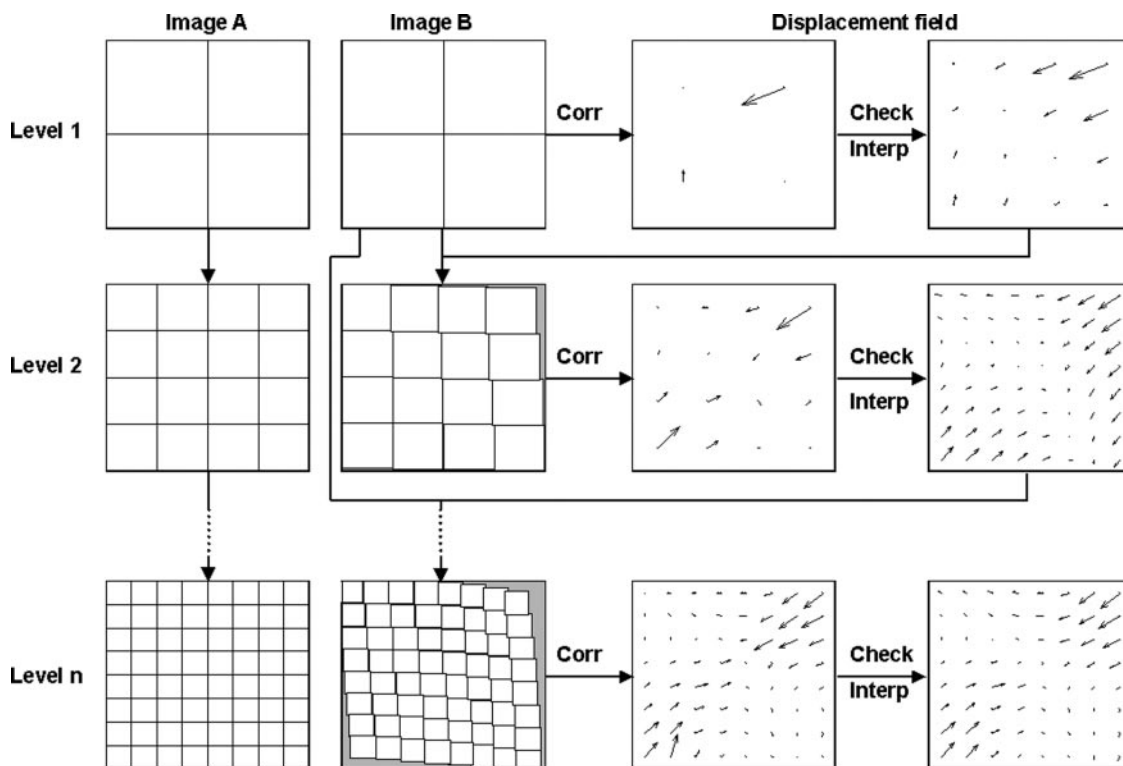 Image A
Image B
Displacement field
Level 1
Corr
Check
Interp
Level 2
Corr
Check
Interp
Level n
Corr
Check
Interp